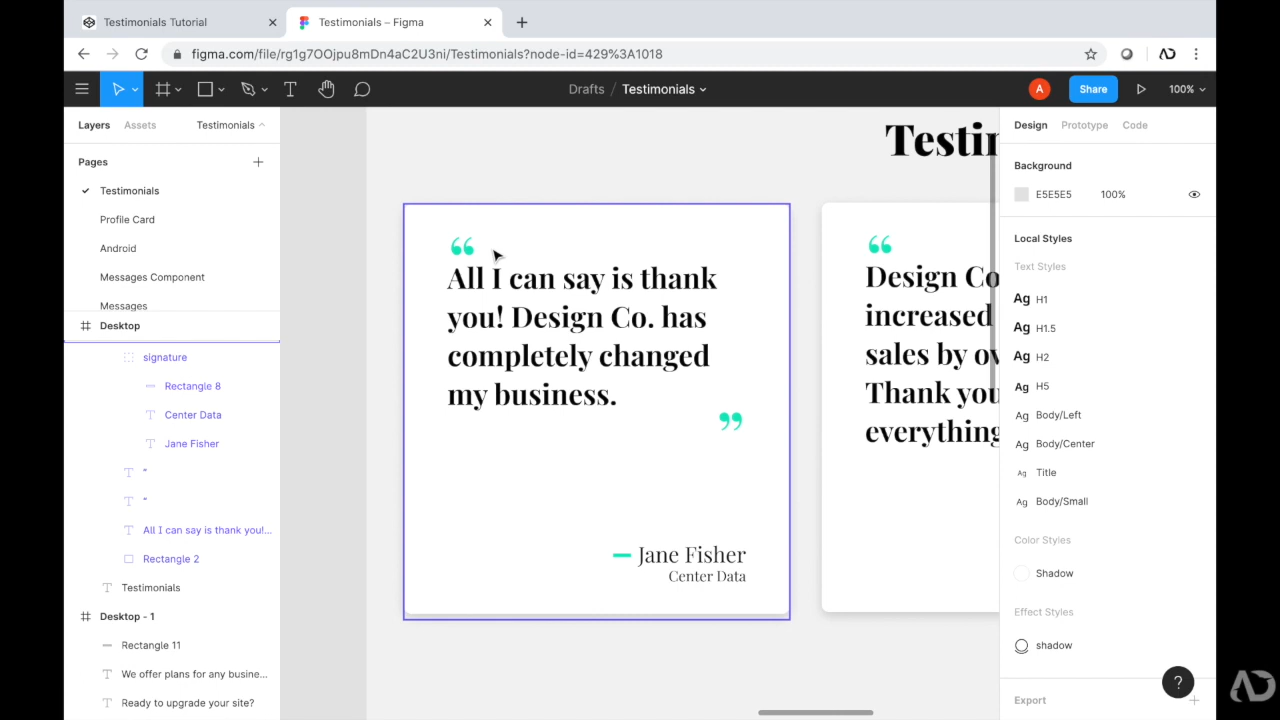 Testimonials Tutorial
Testimonials – Figma
figma.com/file/rg1g7OOjpu8mDn4aC2U3ni/Testimonials?node-id=429%3A1018
Drafts / Testimonials
A
Share
100%
Layers
Assets
Testimonials
Pages
Testimonials
Profile Card
Android
Messages Component
Messages
Desktop
signature
Rectangle 8
Center Data
Jane Fisher
"
"
All I can say is thank you!...
Rectangle 2
Testimonials
Desktop - 1
Rectangle 11
We offer plans for any busine...
Ready to upgrade your site?
Testim
“
All I can say is thank
you! Design Co. has
completely changed
my business.
”
Jane Fisher
Center Data
“
Design Co
increased
sales by ov
Thank you
everything
Design
Prototype
Code
Background
E5E5E5
100%
Local Styles
Text Styles
Ag H1
Ag H1.5
Ag H2
Ag H5
Ag Body/Left
Ag Body/Center
Ag Title
Ag Body/Small
Color Styles
Shadow
Effect Styles
shadow
Export
?
AD